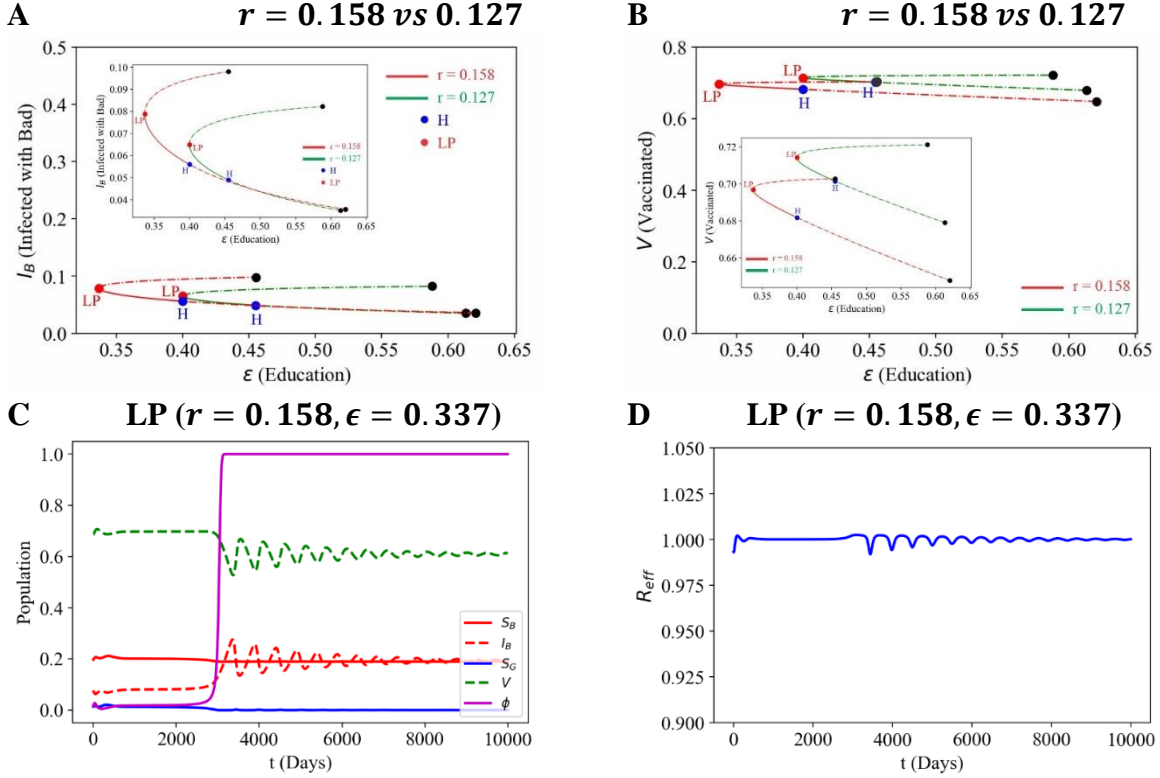 A r = 0.158 vs 0.127
I_B (Infected with Bad)
0.5
0.4
0.3
0.2
0.1
0.0
0.35 0.40 0.45 0.50 0.55 0.60 0.65
ε (Education)
r = 0.158
r = 0.127
H
LP
LP
LP
H
H
I_B (Infected with Bad)
0.10
0.09
0.08
0.07
0.06
0.05
0.04
0.35 0.40 0.45 0.50 0.55 0.60 0.65
ε (Education)
LP
LP
H
H
r = 0.158
r = 0.127
H
LP
B r = 0.158 vs 0.127
V (Vaccinated)
0.8
0.6
0.4
0.2
0.0
0.35 0.40 0.45 0.50 0.55 0.60 0.65
ε (Education)
LP
LP
H
H
r = 0.158
r = 0.127
V (Vaccinated)
0.72
0.70
0.68
0.66
0.35 0.40 0.45 0.50 0.55 0.60 0.65
ε (Education)
LP
LP
H
H
r = 0.158
r = 0.127
C LP (r = 0.158, ϵ = 0.337)
Population
1.0
0.8
0.6
0.4
0.2
0.0
0 2000 4000 6000 8000 10000
t (Days)
S_B
I_B
S_G
V
ϕ
D LP (r = 0.158, ϵ = 0.337)
R_eff
1.050
1.025
1.000
0.975
0.950
0.925
0.900
0 2000 4000 6000 8000 10000
t (Days)